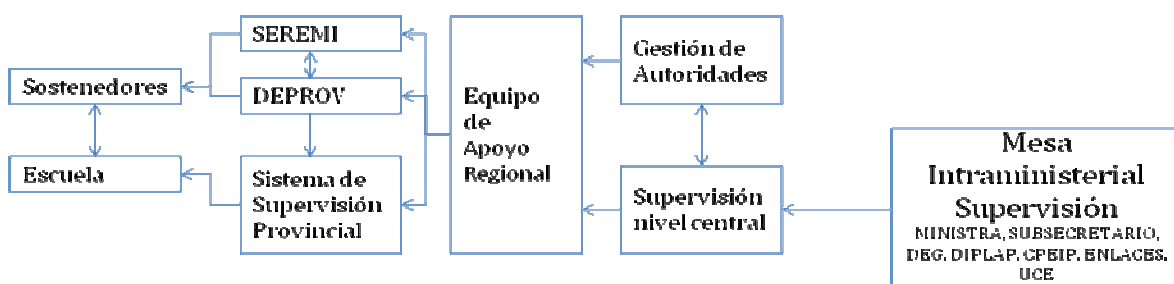 SEREMI
Sostenedores
DEPROV
Escuela
Sistema de
Supervisión
Provincial
Equipo
de
Apoyo
Regional
Gestión de
Autoridades
Supervisión
nivel central
Mesa
Intraministerial
Supervisión
MINISTRA, SUBSECRETARIO,
DEG, DIPLAP, CPEIP, ENLACES,
UCE